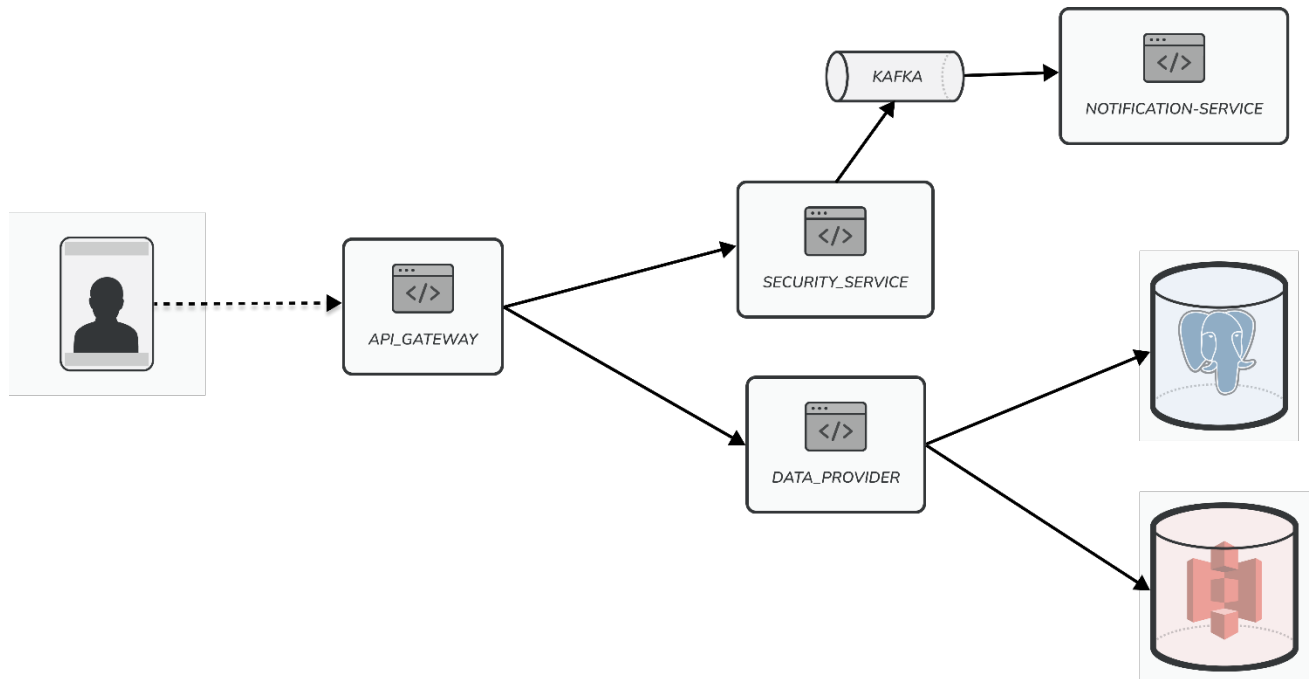 KAFKA
NOTIFICATION-SERVICE
SECURITY_SERVICE
API_GATEWAY
DATA_PROVIDER